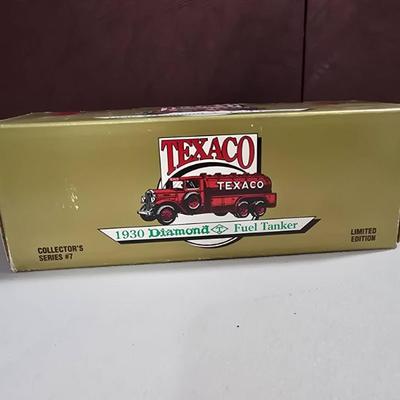 TEXACO
TEXACO
1930 Diamond T Fuel Tanker
COLLECTOR'S
SERIES #7
LIMITED
EDITION